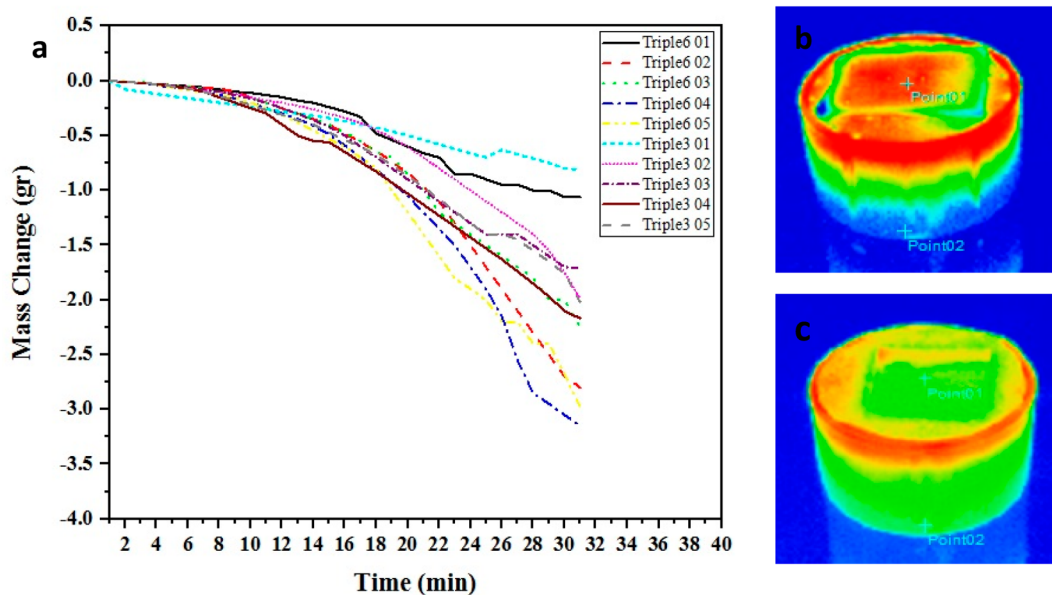 a
0.5
0.0
-0.5
-1.0
-1.5
-2.0
-2.5
-3.0
-3.5
-4.0
Mass Change (gr)
2 4 6 8 10 12 14 16 18 20 22 24 26 28 30 32 34 36 38 40
Time (min)
Triple6 01
Triple6 02
Triple6 03
Triple6 04
Triple6 05
Triple3 01
Triple3 02
Triple3 03
Triple3 04
Triple3 05
b
Point01
Point02
c
Point01
Point02